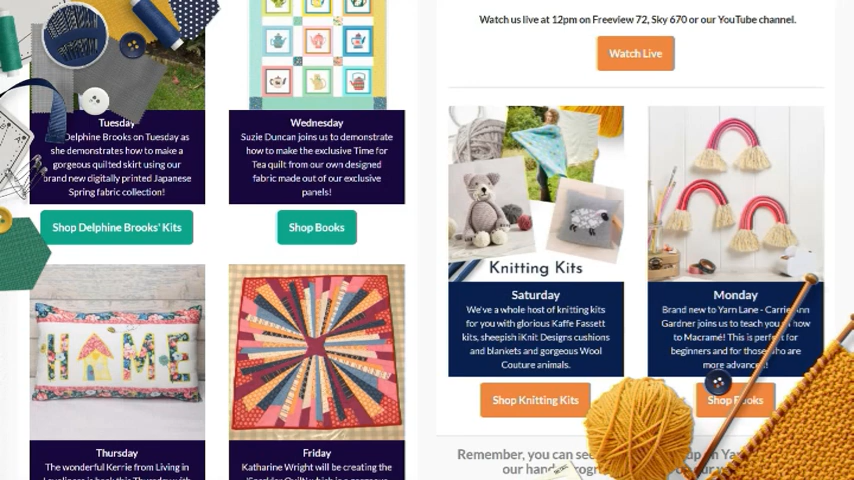 Tuesday
Delphine Brooks on Tuesday as
she demonstrates how to make a
gorgeous quilted skirt using our
brand new digitally printed Japanese
Spring fabric collection!
Shop Delphine Brooks' Kits
Wednesday
Suzie Duncan joins us to demonstrate
how to make the exclusive Time for
Tea quilt from our own designed
fabric made out of our exclusive
panels!
Shop Books
HOME
Thursday
The wonderful Kerrie from Living in
Loveliness is back this Thursday with
Friday
Katharine Wright will be creating the
Watch us live at 12pm on Freeview 72, Sky 670 or our YouTube channel.
Watch Live
Knitting Kits
Saturday
We've a whole host of knitting kits
for you with glorious Kaffe Fassett
kits, sheepish iKnit Designs cushions
and blankets and gorgeous Wool
Couture animals.
Shop Knitting Kits
Monday
Brand new to Yarn Lane - Carrie Ann
Gardner joins us to teach you how
to Macramé! This is perfect for
beginners and for those who are
more advanced!
Shop Books
Remember, you can see
our hand